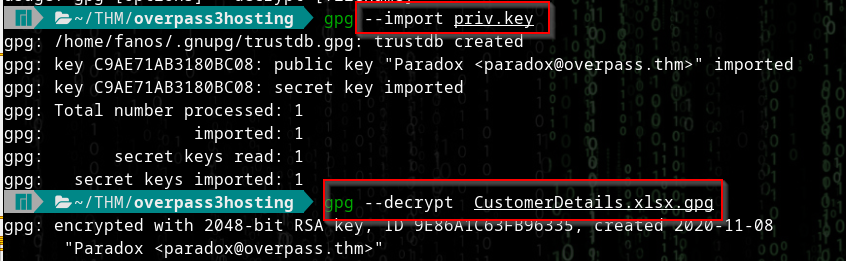 ~/THM/overpass3hosting gpg --import priv.key
gpg: /home/fanos/.gnupg/trustdb.gpg: trustdb created
gpg: key C9AE71AB3180BC08: public key "Paradox <paradox@overpass.thm>" imported
gpg: key C9AE71AB3180BC08: secret key imported
gpg: Total number processed: 1
gpg: imported: 1
gpg: secret keys read: 1
gpg: secret keys imported: 1
~/THM/overpass3hosting gpg --decrypt CustomerDetails.xlsx.gpg
gpg: encrypted with 2048-bit RSA key, ID 9E86A1C63FB96335, created 2020-11-08
"Paradox <paradox@overpass.thm>"